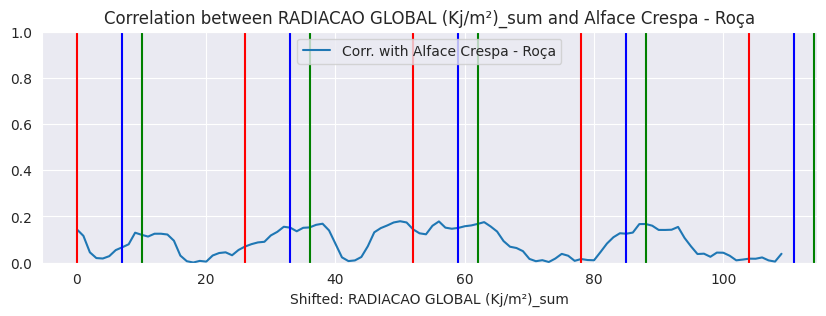 Correlation between RADIACAO GLOBAL (Kj/m²)_sum and Alface Crespa - Roça
Corr. with Alface Crespa - Roça
1.0
0.8
0.6
0.4
0.2
0.0
0 20 40 60 80 100
Shifted: RADIACAO GLOBAL (Kj/m²)_sum